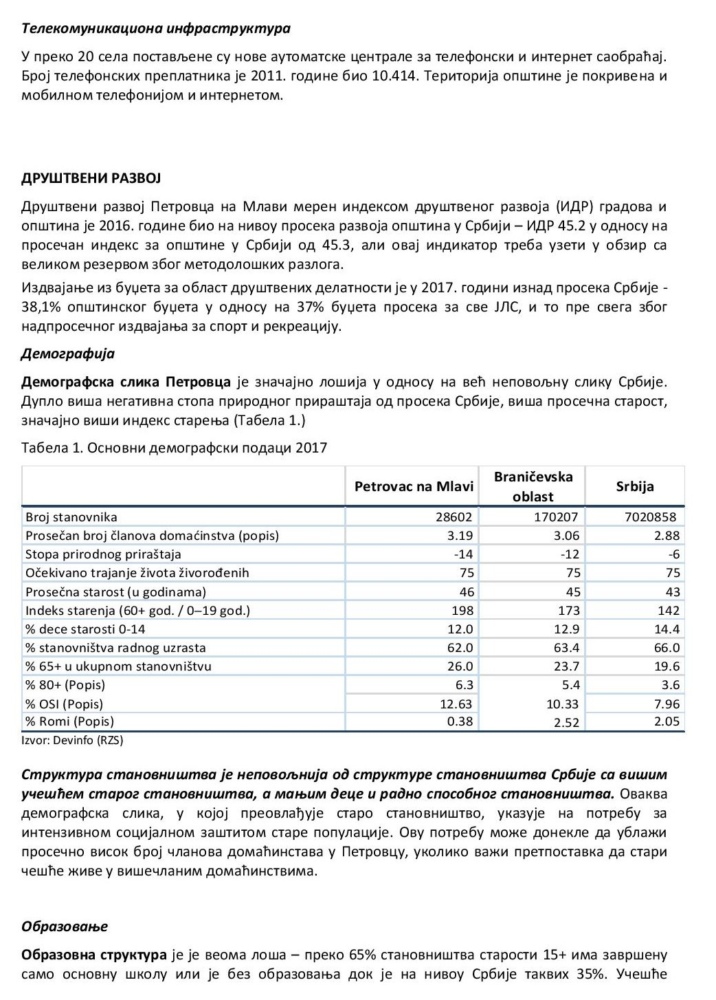 Телекомуникациона инфраструктура
У преко 20 села постављене су нове аутоматске централе за телефонски и интернет саобраћај.
Број телефонских преплатника је 2011. године био 10.414. Територија општине је покривена и
мобилном телефонијом и интернетом.
ДРУШТВЕНИ РАЗВОЈ
Друштвени развој Петровца на Млави мерен индексом друштвеног развоја (ИДР) градова и
општина је 2016. године био на нивоу просека развоја општина у Србији – ИДР 45.2 у односу на
просечан индекс за општине у Србији од 45.3, али овај индикатор треба узети у обзир са
великом резервом због методолошких разлога.
Издвајање из буџета за област друштвених делатности је у 2017. години изнад просека Србије -
38,1% општинског буџета у односу на 37% буџета просека за све ЈЛС, и то пре свега због
надпросечног издвајања за спорт и рекреацију.
Демографија
Демографска слика Петровца је значајно лошија у односу на већ неповољну слику Србије.
Дупло виша негативна стопа природног прираштаја од просека Србије, виша просечна старост,
значајно виши индекс старења (Табела 1.)
Табела 1. Основни демографски подаци 2017
Petrovac na Mlavi Braničevska oblast Srbija
Broj stanovnika 28602 170207 7020858
Prosečan broj članova domaćinstva (popis) 3.19 3.06 2.88
Stopa prirodnog priraštaja -14 -12 -6
Očekivano trajanje života živorođenih 75 75 75
Prosečna starost (u godinama) 46 45 43
Indeks starenja (60+ god. / 0–19 god.) 198 173 142
% dece starosti 0-14 12.0 12.9 14.4
% stanovništva radnog uzrasta 62.0 63.4 66.0
% 65+ u ukupnom stanovništvu 26.0 23.7 19.6
% 80+ (Popis) 6.3 5.4 3.6
% OSI (Popis) 12.63 10.33 7.96
% Romi (Popis) 0.38 2.52 2.05
Izvor: Devinfo (RZS)
Структура становништва је неповољнија од структуре становништва Србије са вишим
учешћем старог становништва, а мањим деце и радно способног становништва. Оваква
демографска слика, у којој преовлађује старо становништво, указује на потребу за
интензивном социјалном заштитом старе популације. Ову потребу може донекле да ублажи
просечно висок број чланова домаћинстава у Петровцу, уколико важи претпоставка да стари
чешће живе у вишечланим домаћинствима.
Образовање
Образовна структура је је веома лоша – преко 65% становништва старости 15+ има завршену
само основну школу или је без образовања док је на нивоу Србије таквих 35%. Учешће